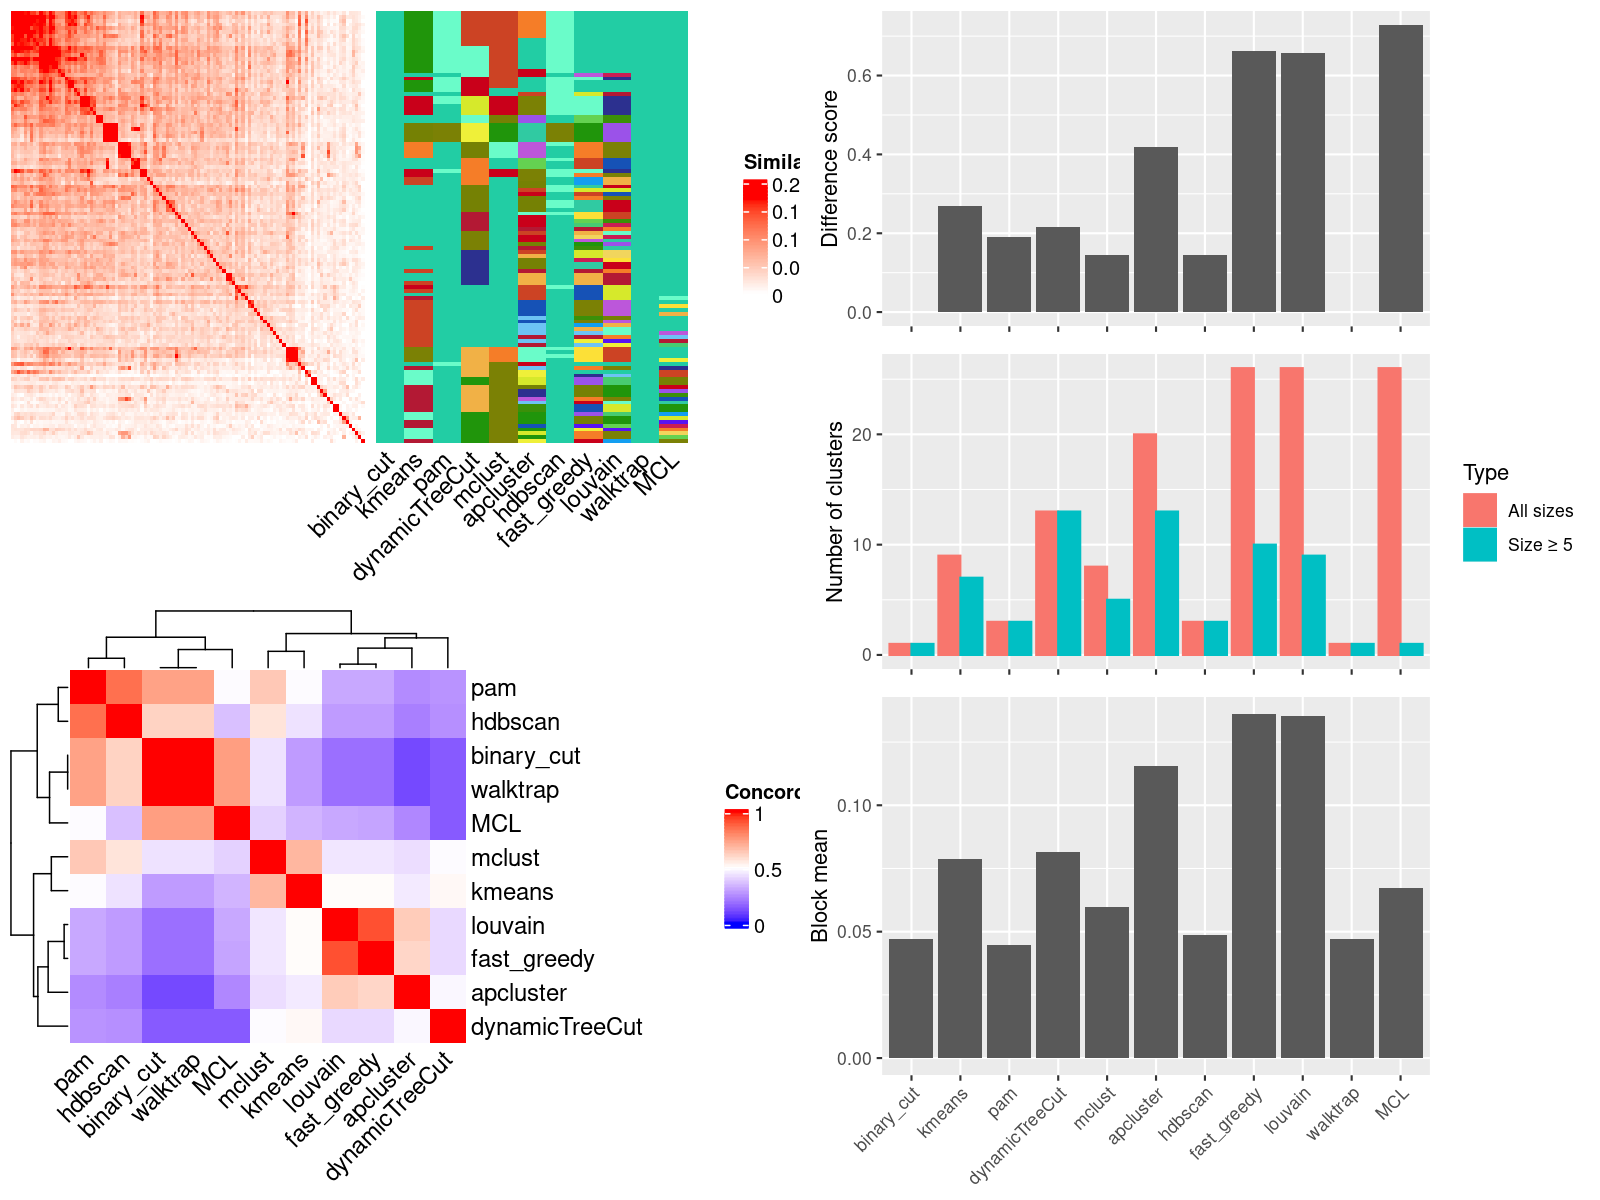 Simila
0.2
0.1
0.1
0.0
0
binary_cut
kmeans
pam
dynamicTreeCut
mclust
apcluster
hdbscan
fast_greedy
louvain
walktrap
MCL
Difference score
0.6
0.4
0.2
0.0
Number of clusters
20
10
0
Type
All sizes
Size ≥ 5
pam
hdbscan
binary_cut
walktrap
MCL
mclust
kmeans
louvain
fast_greedy
apcluster
dynamicTreeCut
pam
hdbscan
binary_cut
walktrap
MCL
mclust
kmeans
louvain
fast_greedy
apcluster
dynamicTreeCut
Concord
1
0.5
0
Block mean
0.10
0.05
0.00
binary_cut
kmeans
pam
dynamicTreeCut
mclust
apcluster
hdbscan
fast_greedy
louvain
walktrap
MCL